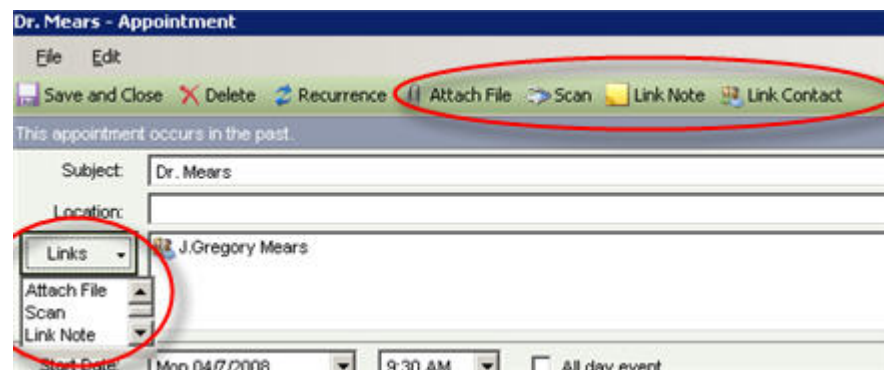 Dr. Mears - Appointment
File Edit
Save and Close Delete Recurrence Attach File Scan Link Note Link Contact
This appointment occurs in the past.
Subject: Dr. Mears
Location:
Links J.Gregory Mears
Attach File
Scan
Link Note
Start Date: Mon 04/7/2008 9:30 AM All day event